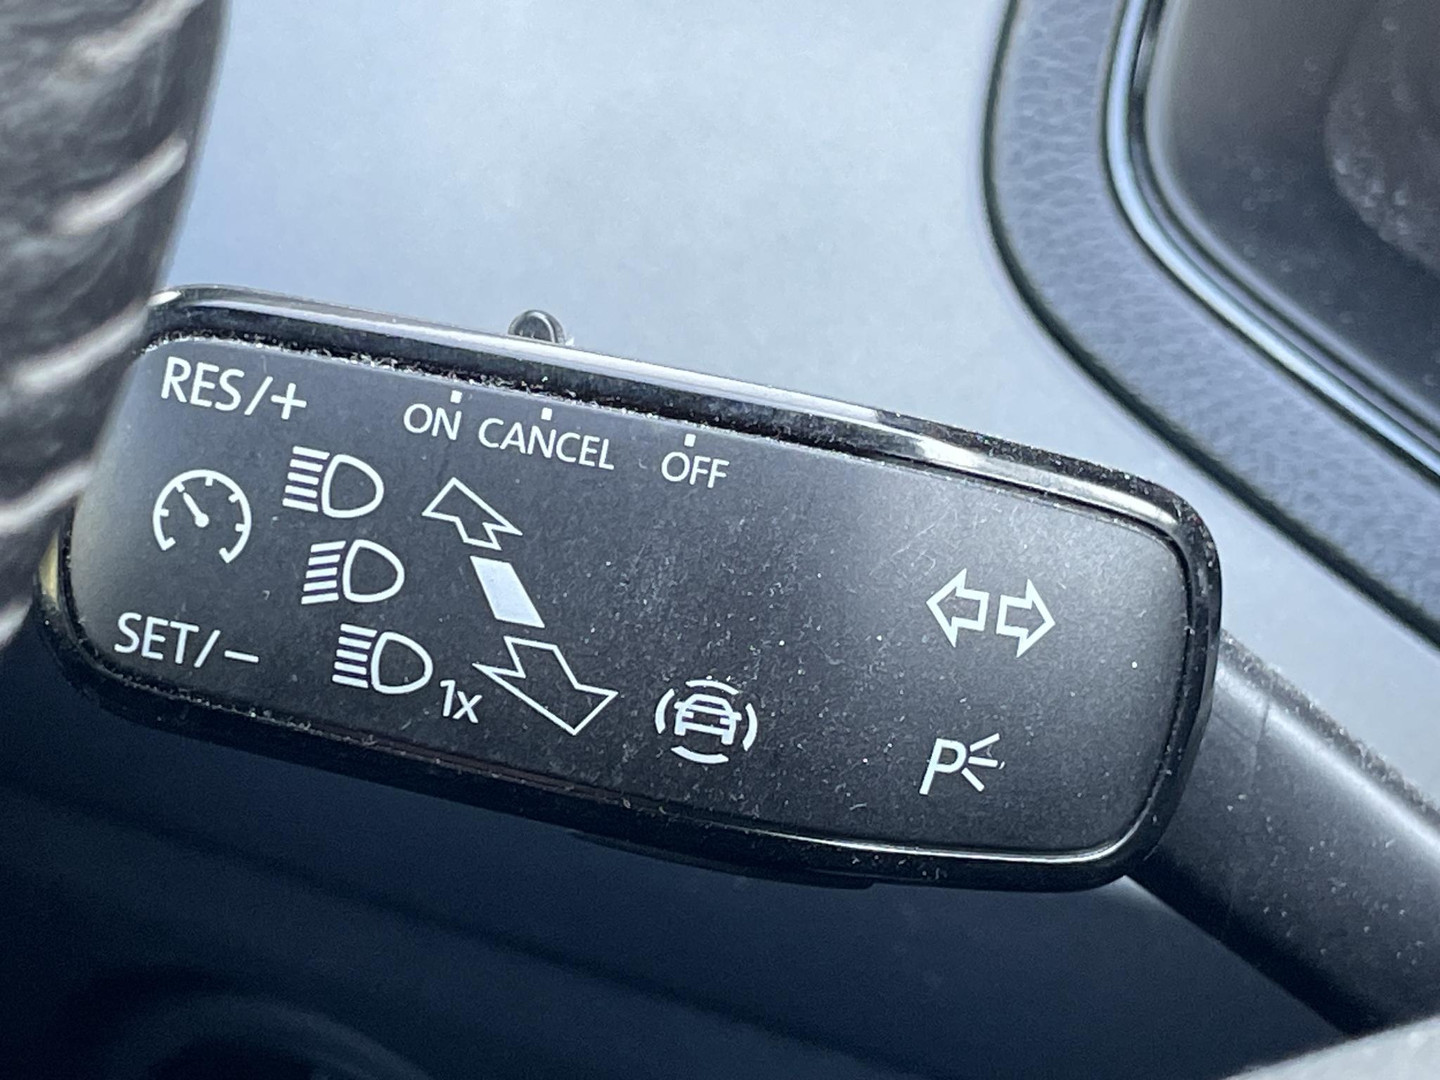 RES/+
ON CANCEL OFF
SET/−
1x
P